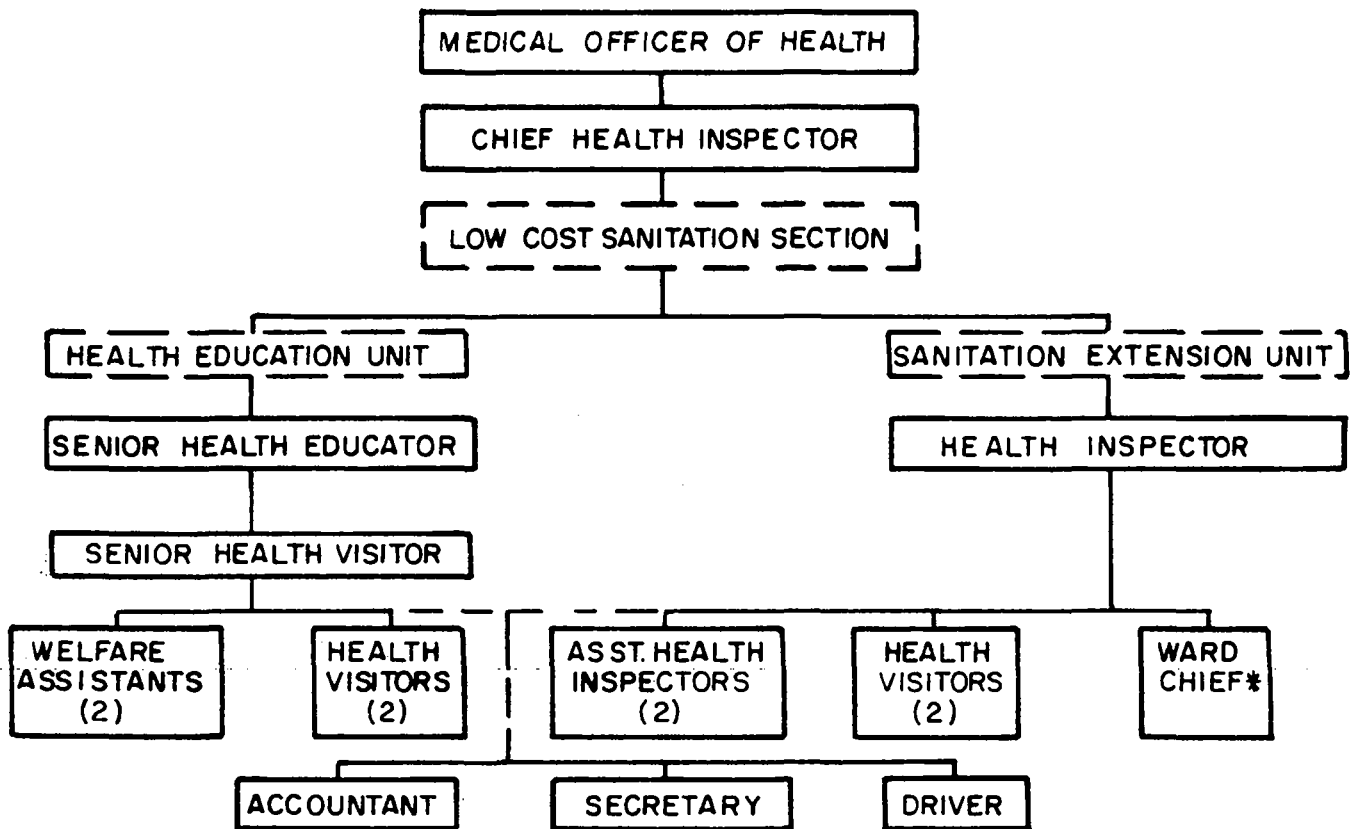 MEDICAL OFFICER OF HEALTH
CHIEF HEALTH INSPECTOR
LOW COST SANITATION SECTION
HEALTH EDUCATION UNIT
SANITATION EXTENSION UNIT
SENIOR HEALTH EDUCATOR
HEALTH INSPECTOR
SENIOR HEALTH VISITOR
WELFARE
ASSISTANTS
(2)
HEALTH
VISITORS
(2)
ASST. HEALTH
INSPECTORS
(2)
HEALTH
VISITORS
(2)
WARD
CHIEF*
ACCOUNTANT
SECRETARY
DRIVER